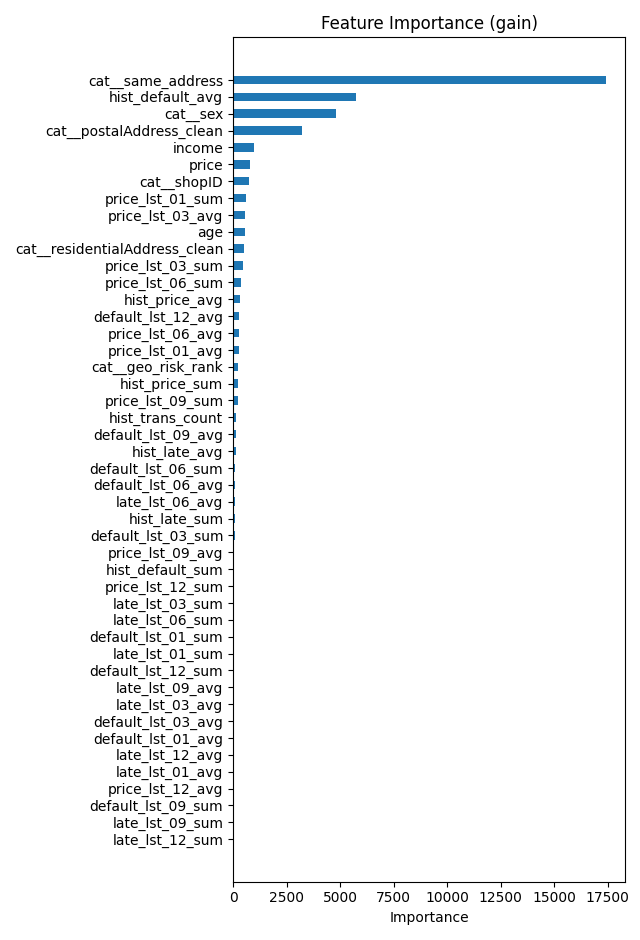 Feature Importance (gain)
cat__same_address
hist_default_avg
cat__sex
cat__postalAddress_clean
income
price
cat__shopID
price_lst_01_sum
price_lst_03_avg
age
cat__residentialAddress_clean
price_lst_03_sum
price_lst_06_sum
hist_price_avg
default_lst_12_avg
price_lst_06_avg
price_lst_01_avg
cat__geo_risk_rank
hist_price_sum
price_lst_09_sum
hist_trans_count
default_lst_09_avg
hist_late_avg
default_lst_06_sum
default_lst_06_avg
late_lst_06_avg
hist_late_sum
default_lst_03_sum
price_lst_09_avg
hist_default_sum
price_lst_12_sum
late_lst_03_sum
late_lst_06_sum
default_lst_01_sum
late_lst_01_sum
default_lst_12_sum
late_lst_09_avg
late_lst_03_avg
default_lst_03_avg
default_lst_01_avg
late_lst_12_avg
late_lst_01_avg
price_lst_12_avg
default_lst_09_sum
late_lst_09_sum
late_lst_12_sum
0 2500 5000 7500 10000 12500 15000 17500
Importance